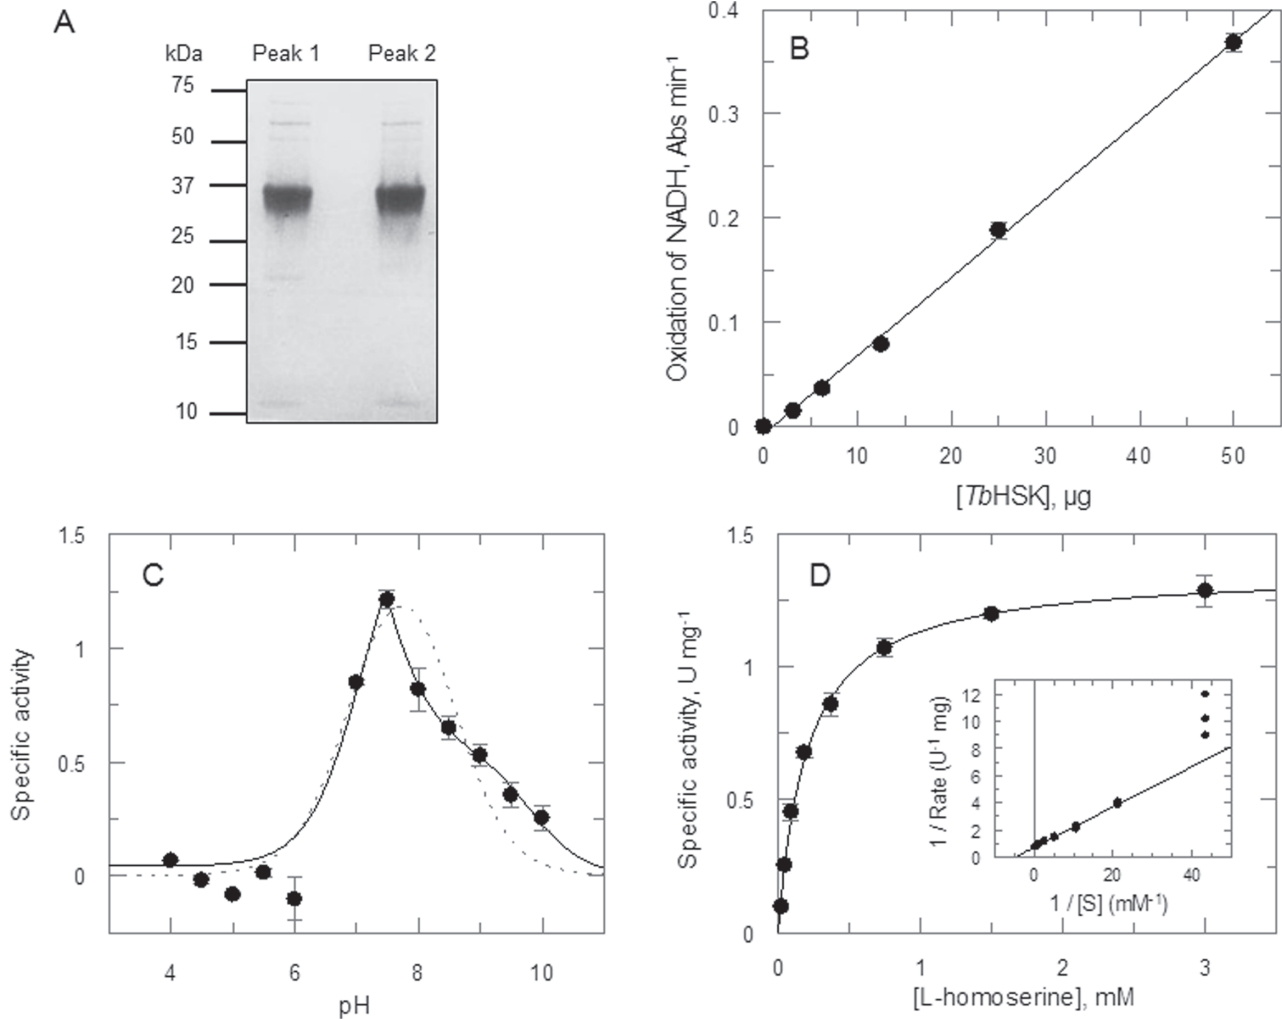 A
kDa Peak 1 Peak 2
75
50
37
25
20
15
10
B
Oxidation of NADH, Abs min-1
0.4
0.3
0.2
0.1
0
0 10 20 30 40 50
[TbHSK], µg
C
Specific activity
1.5
1
0.5
0
4 6 8 10
pH
D
Specific activity, U mg-1
1.5
1
0.5
0
0 1 2 3
[L-homoserine], mM
1 / Rate (U-1 mg)
12
10
8
6
4
2
0
0 20 40
1 / [S] (mM-1)